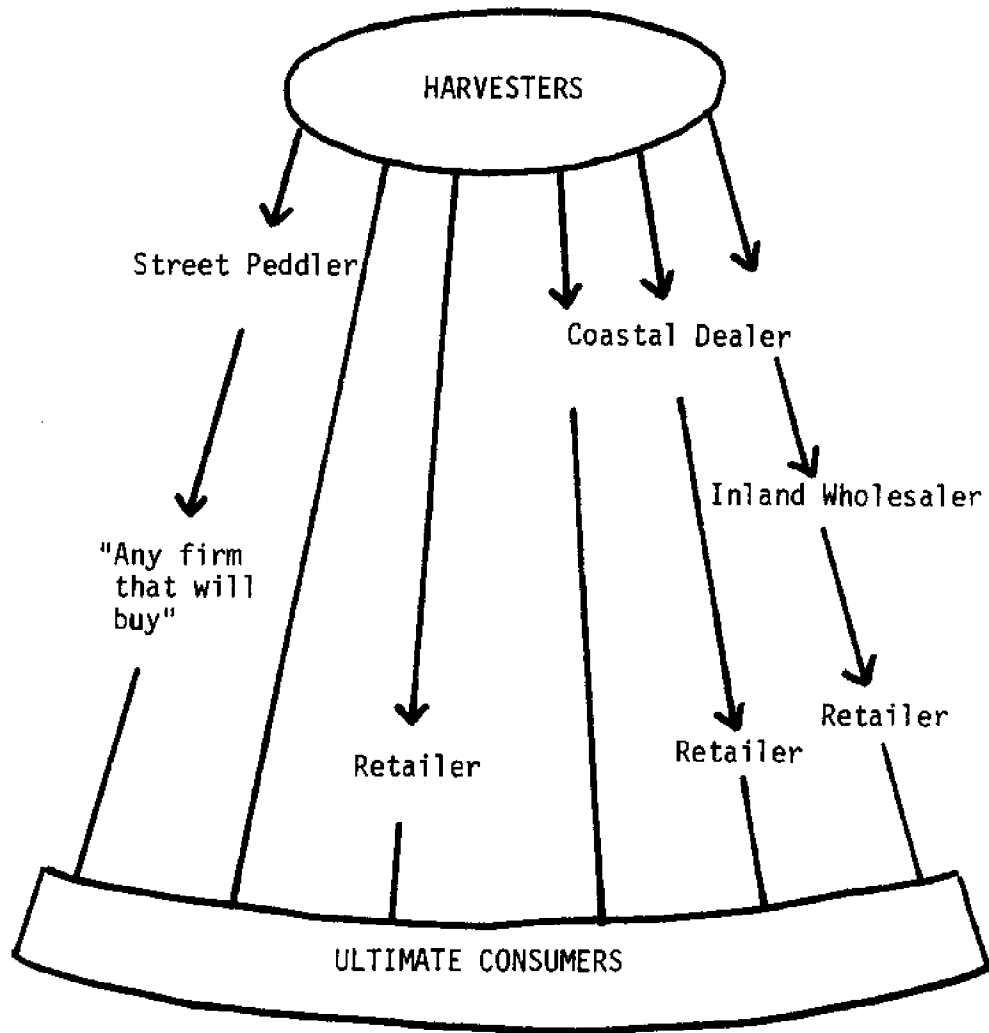 HARVESTERS
Street Peddler
Coastal Dealer
Inland Wholesaler
"Any firm
that will
buy"
Retailer
Retailer
Retailer
ULTIMATE CONSUMERS